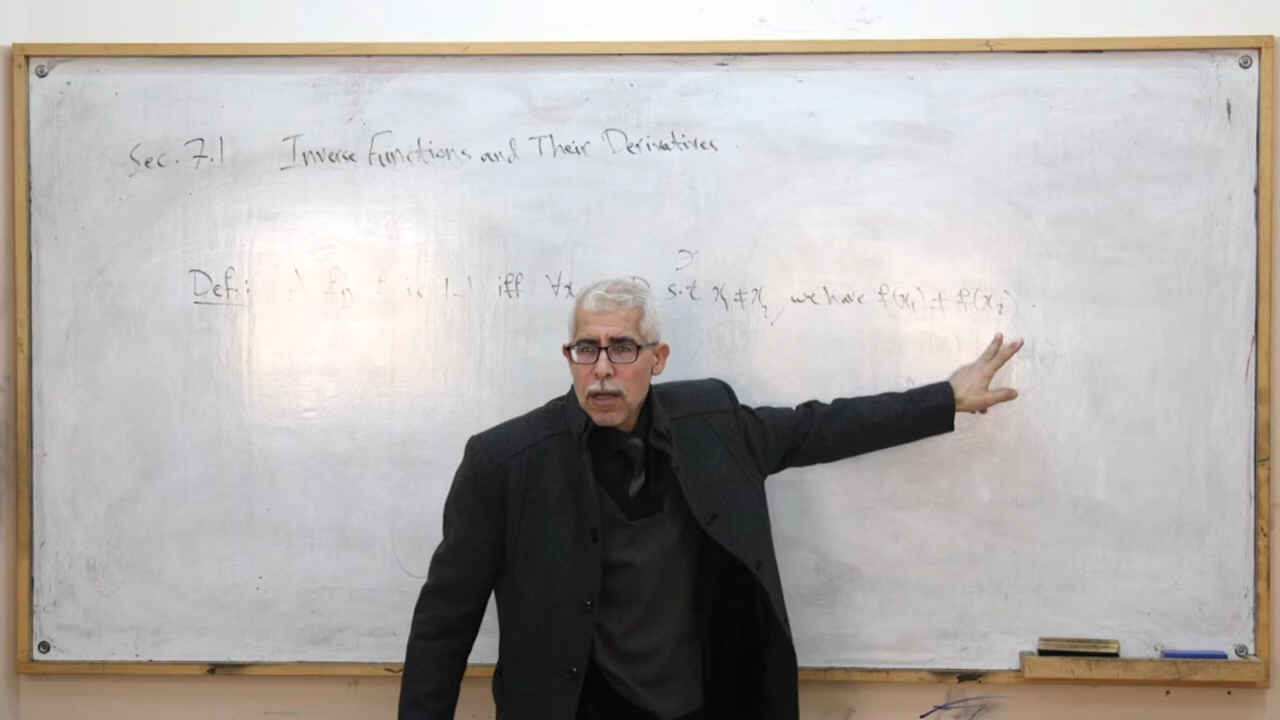 Sec. 7.1 Inverse Functions and Their Derivatives
Def.: A fn f is 1-1 iff ∀x D s.t x₁≠x₂, we have f(x₁) ≠ f(x₂).